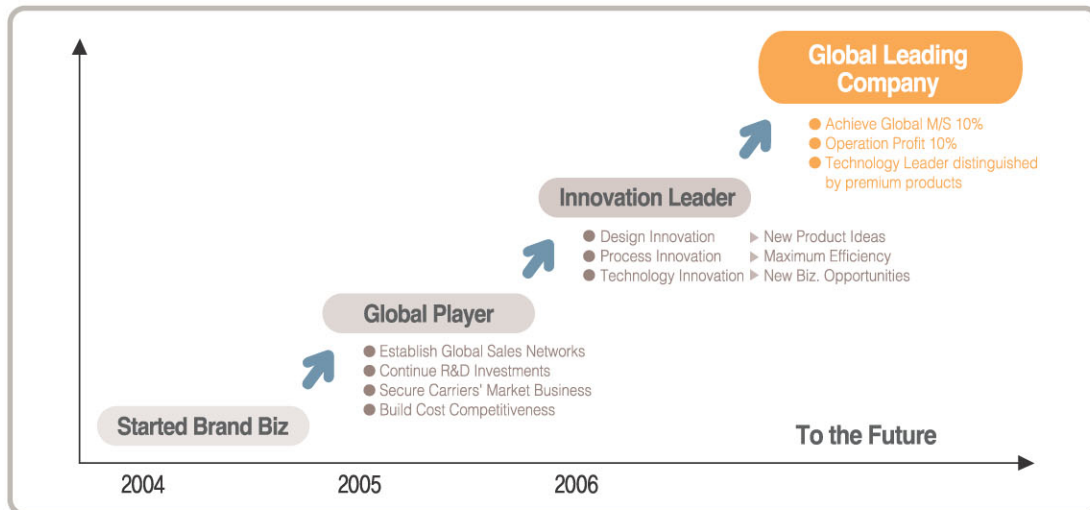 Global Leading
Company
● Achieve Global M/S 10%
● Operation Profit 10%
● Technology Leader distinguished
by premium products
Innovation Leader
● Design Innovation ▶ New Product Ideas
● Process Innovation ▶ Maximum Efficiency
● Technology Innovation ▶ New Biz. Opportunities
Global Player
● Establish Global Sales Networks
● Continue R&D Investments
● Secure Carriers' Market Business
● Build Cost Competitiveness
Started Brand Biz
To the Future
2004 2005 2006